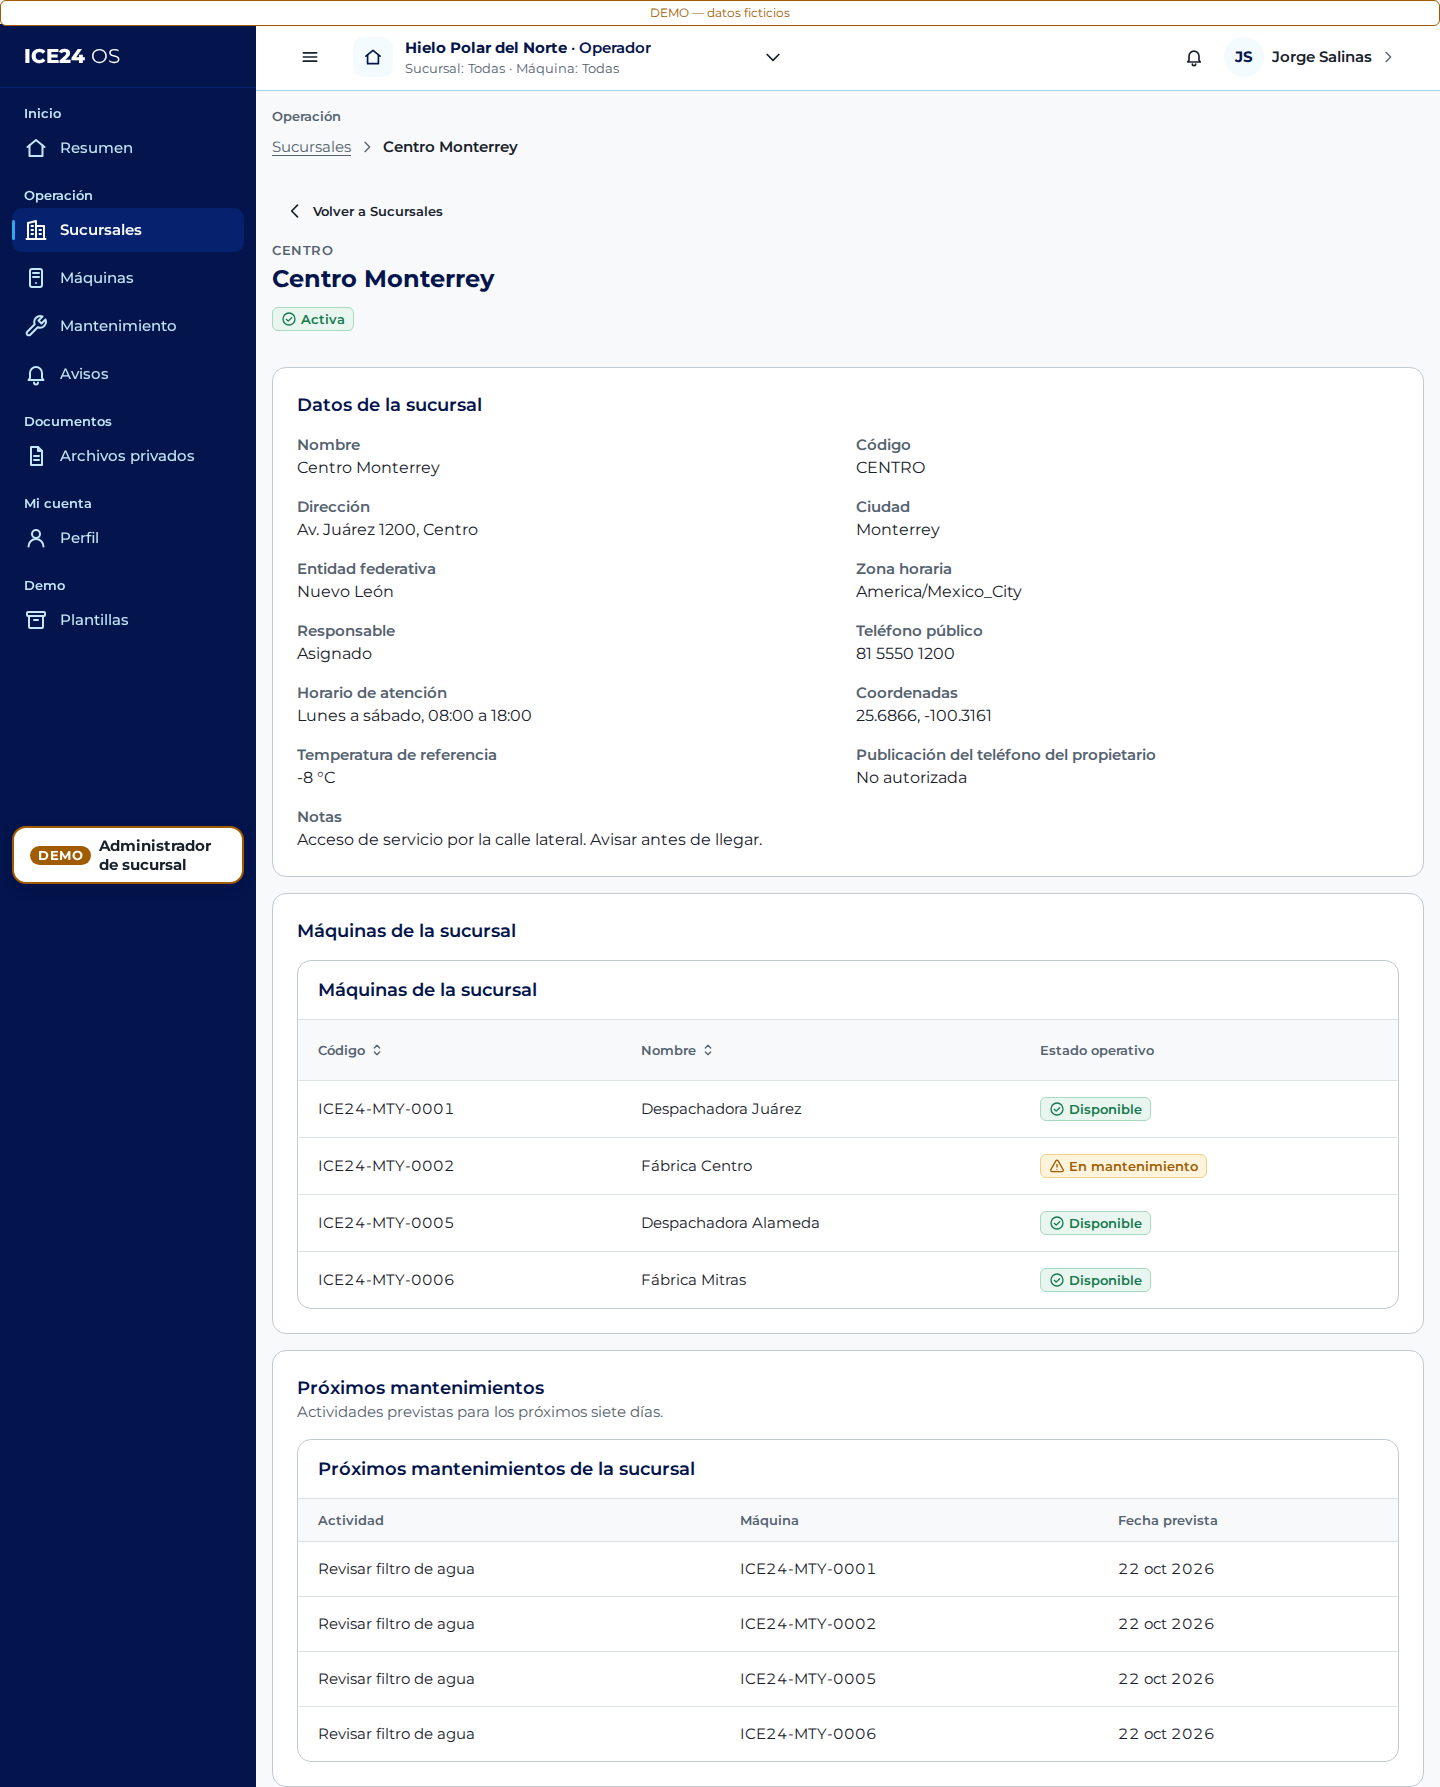 DEMO — datos ficticios
ICE24 OS
Inicio
Resumen
Operación
Sucursales
Máquinas
Mantenimiento
Avisos
Documentos
Archivos privados
Mi cuenta
Perfil
Demo
Plantillas
DEMO
Administrador
de sucursal
Hielo Polar del Norte · Operador
Sucursal: Todas · Máquina: Todas
JS
Jorge Salinas
Operación
Sucursales
Centro Monterrey
Volver a Sucursales
CENTRO
Centro Monterrey
Activa
Datos de la sucursal
Nombre
Centro Monterrey
Código
CENTRO
Dirección
Av. Juárez 1200, Centro
Ciudad
Monterrey
Entidad federativa
Nuevo León
Zona horaria
America/Mexico_City
Responsable
Asignado
Teléfono público
81 5550 1200
Horario de atención
Lunes a sábado, 08:00 a 18:00
Coordenadas
25.6866, -100.3161
Temperatura de referencia
-8 °C
Publicación del teléfono del propietario
No autorizada
Notas
Acceso de servicio por la calle lateral. Avisar antes de llegar.
Máquinas de la sucursal
Máquinas de la sucursal
Código Nombre Estado operativo
ICE24-MTY-0001 Despachadora Juárez Disponible
ICE24-MTY-0002 Fábrica Centro En mantenimiento
ICE24-MTY-0005 Despachadora Alameda Disponible
ICE24-MTY-0006 Fábrica Mitras Disponible
Próximos mantenimientos
Actividades previstas para los próximos siete días.
Próximos mantenimientos de la sucursal
Actividad Máquina Fecha prevista
Revisar filtro de agua ICE24-MTY-0001 22 oct 2026
Revisar filtro de agua ICE24-MTY-0002 22 oct 2026
Revisar filtro de agua ICE24-MTY-0005 22 oct 2026
Revisar filtro de agua ICE24-MTY-0006 22 oct 2026